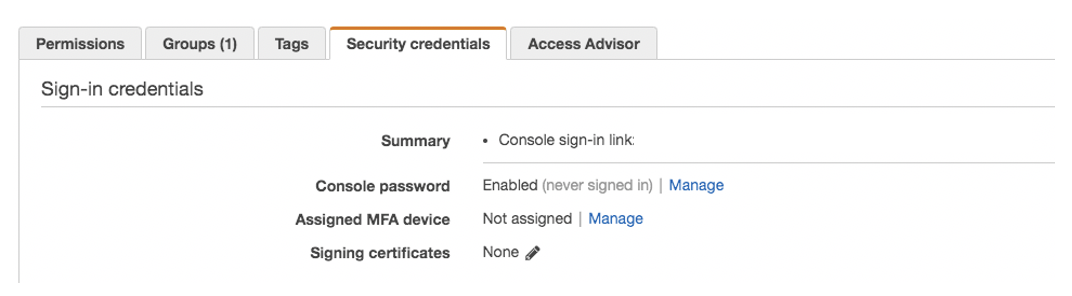 Permissions Groups (1) Tags Security credentials Access Advisor
Sign-in credentials
Summary • Console sign-in link:
Console password Enabled (never signed in) | Manage
Assigned MFA device Not assigned | Manage
Signing certificates None